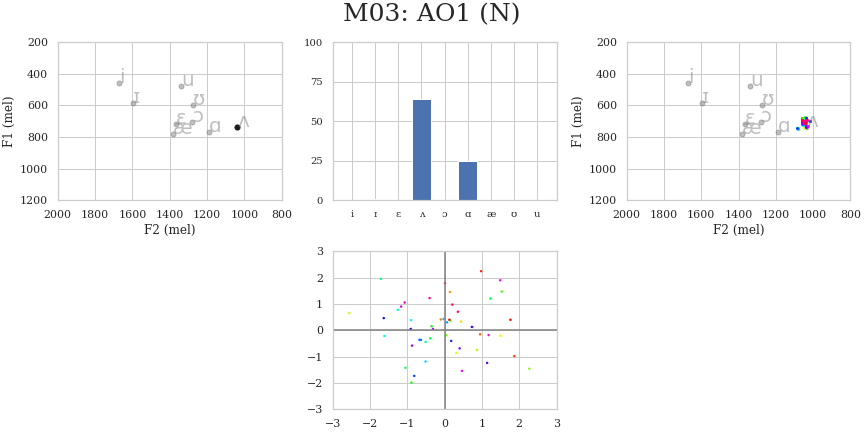 M03: AO1 (N)
200
400
600
800
1000
1200
2000 1800 1600 1400 1200 1000 800
F1 (mel)
F2 (mel)
i
u
ɪ
ʊ
ɔ
ɑ
ʌ
100
75
50
25
0
i ɪ ε ʌ ɔ ɑ æ ʊ u
200
400
600
800
1000
1200
2000 1800 1600 1400 1200 1000 800
F1 (mel)
F2 (mel)
i
u
ɪ
ʊ
ɔ
ɑ
ʌ
3
2
1
0
−1
−2
−3
−3 −2 −1 0 1 2 3